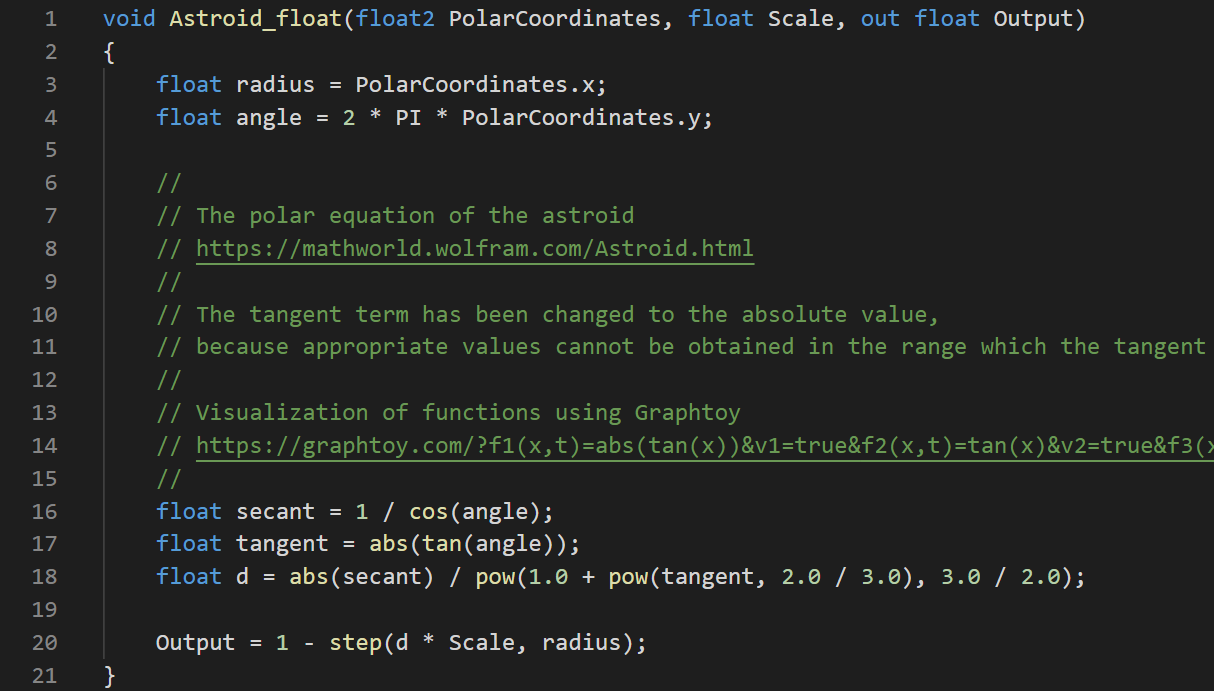 1 void Astroid_float(float2 PolarCoordinates, float Scale, out float Output)
2 {
3 float radius = PolarCoordinates.x;
4 float angle = 2 * PI * PolarCoordinates.y;
5
6 //
7 // The polar equation of the astroid
8 // https://mathworld.wolfram.com/Astroid.html
9 //
10 // The tangent term has been changed to the absolute value,
11 // because appropriate values cannot be obtained in the range which the tangent
12 //
13 // Visualization of functions using Graphtoy
14 // https://graphtoy.com/?f1(x,t)=abs(tan(x))&v1=true&f2(x,t)=tan(x)&v2=true&f3(x
15 //
16 float secant = 1 / cos(angle);
17 float tangent = abs(tan(angle));
18 float d = abs(secant) / pow(1.0 + pow(tangent, 2.0 / 3.0), 3.0 / 2.0);
19
20 Output = 1 - step(d * Scale, radius);
21 }